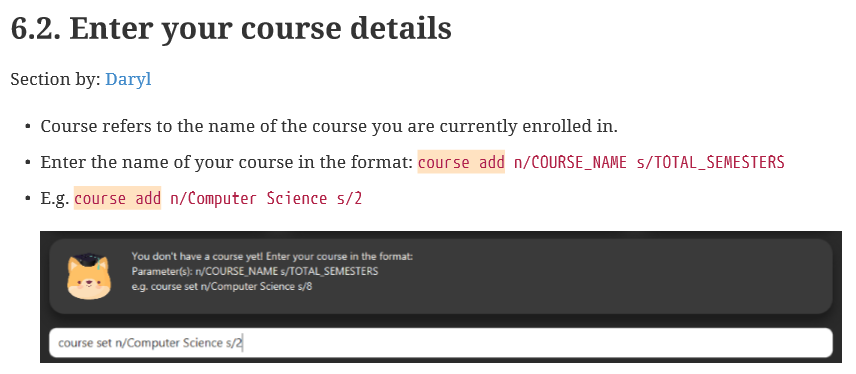 6.2. Enter your course details
Section by: Daryl
• Course refers to the name of the course you are currently enrolled in.
• Enter the name of your course in the format: course add n/COURSE_NAME s/TOTAL_SEMESTERS
• E.g. course add n/Computer Science s/2
You don't have a course yet! Enter your course in the format:
Parameter(s): n/COURSE_NAME s/TOTAL_SEMESTERS
e.g. course set n/Computer Science s/8
course set n/Computer Science s/2